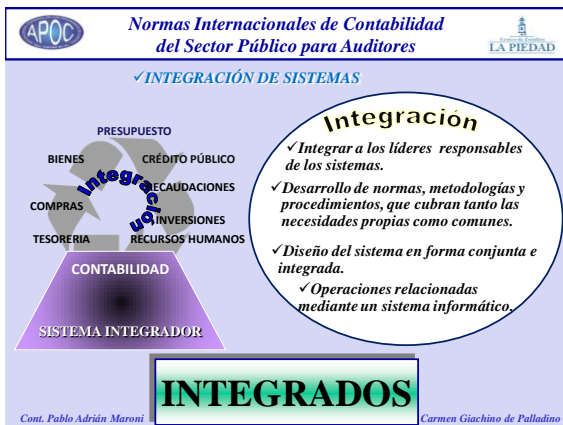 APOC
Normas Internacionales de Contabilidad
del Sector Público para Auditores
LA PIEDAD
✓INTEGRACIÓN DE SISTEMAS
PRESUPUESTO
BIENES
CRÉDITO PÚBLICO
RECAUDACIONES
COMPRAS
INVERSIONES
TESORERIA
RECURSOS HUMANOS
Integración
CONTABILIDAD
SISTEMA INTEGRADOR
Integración
✓Integrar a los líderes responsables
de los sistemas.
✓Desarrollo de normas, metodologías y
procedimientos, que cubran tanto las
necesidades propias como comunes.
✓Diseño del sistema en forma conjunta e
integrada.
✓Operaciones relacionadas
mediante un sistema informático.
INTEGRADOS
Cont. Pablo Adrián Maroni
Carmen Giachino de Palladino